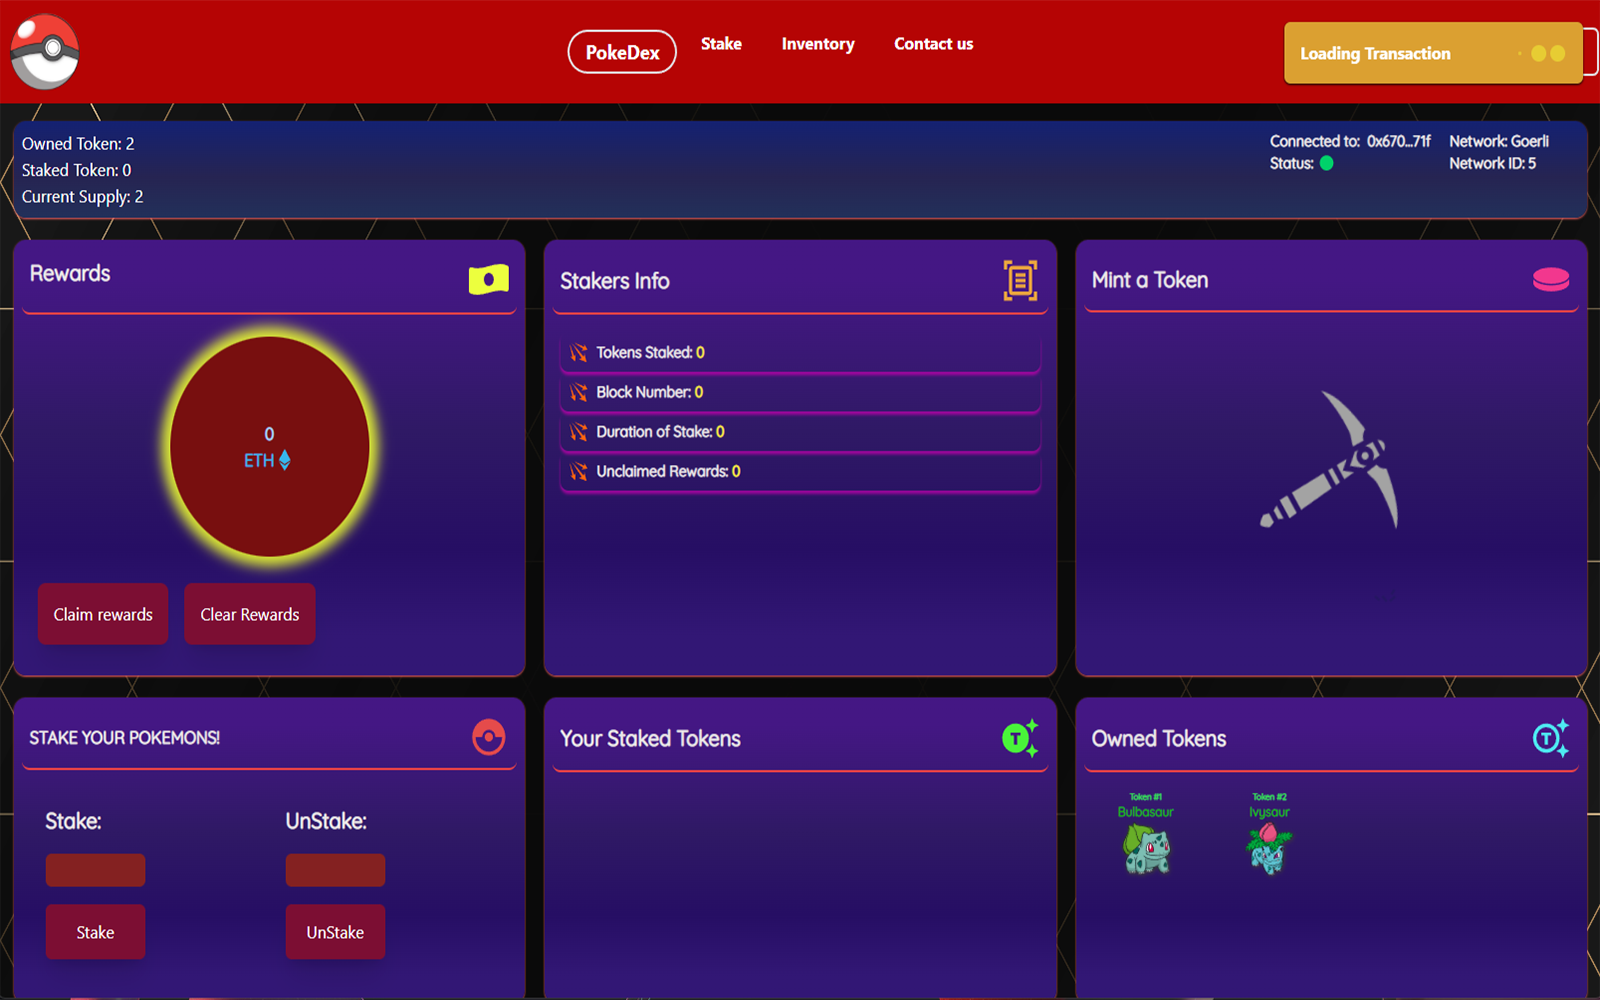 PokeDex
Stake
Inventory
Contact us
Loading Transaction
Owned Token: 2
Staked Token: 0
Current Supply: 2
Connected to: 0x670...71f
Status:
Network: Goerli
Network ID: 5
Rewards
0
ETH
Claim rewards
Clear Rewards
Stakers Info
Tokens Staked: 0
Block Number: 0
Duration of Stake: 0
Unclaimed Rewards: 0
Mint a Token
STAKE YOUR POKEMONS!
Stake:
UnStake:
Stake
UnStake
Your Staked Tokens
T
Owned Tokens
T
Token #1
Bulbasaur
Token #2
Ivysaur